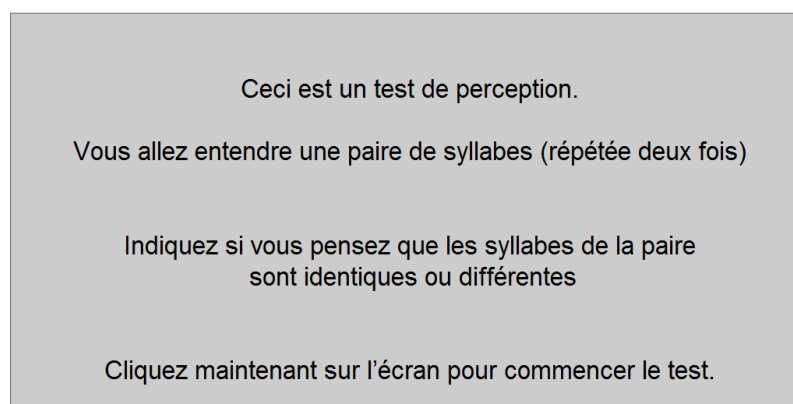 Ceci est un test de perception.
Vous allez entendre une paire de syllabes (répétée deux fois)
Indiquez si vous pensez que les syllabes de la paire
sont identiques ou différentes
Cliquez maintenant sur l’écran pour commencer le test.